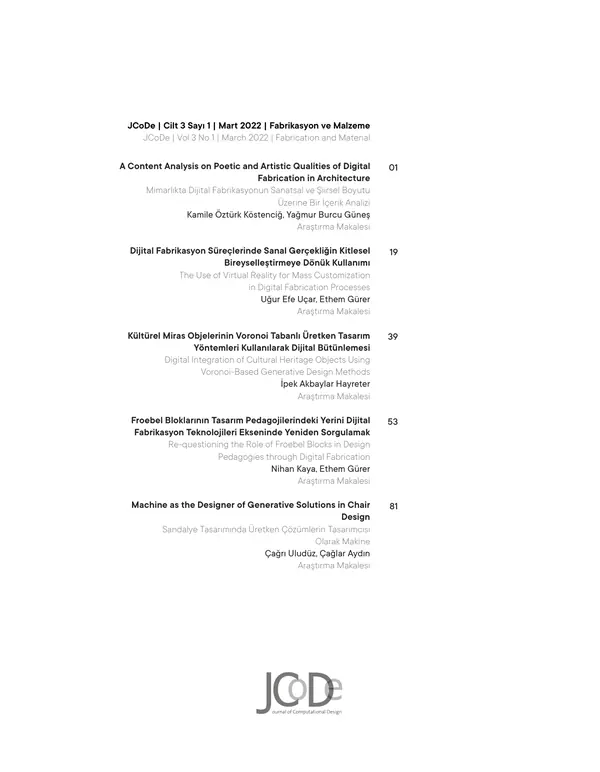 JCoDe | Cilt 3 Sayı 1 | Mart 2022 | Fabrikasyon ve Malzeme
JCoDe | Vol 3 No 1 | March 2022 | Fabrication and Material
A Content Analysis on Poetic and Artistic Qualities of Digital 01
Fabrication in Architecture
Mimarlıkta Dijital Fabrikasyonun Sanatsal ve Şiirsel Boyutu
Üzerine Bir İçerik Analizi
Kamile Öztürk Kösenciğ, Yağmur Burcu Güneş
Araştırma Makalesi
Dijital Fabrikasyon Süreçlerinde Sanal Gerçekliğin Kitlesel 19
Bireyselleştirmeye Dönük Kullanımı
The Use of Virtual Reality for Mass Customization
in Digital Fabrication Processes
Uğur Efe Uçar, Ethem Gürer
Araştırma Makalesi
Kültürel Miras Objelerinin Voronoi Tabanlı Üretken Tasarım 39
Yöntemleri Kullanılarak Dijital Bütünlemesi
Digital Integration of Cultural Heritage Objects Using
Voronoi-Based Generative Design Methods
İpek Akbaylar Hayreter
Araştırma Makalesi
Froebel Bloklarının Tasarım Pedagojilerindeki Yerini Dijital 53
Fabrikasyon Teknolojileri Ekseninde Yeniden Sorgulamak
Re-questioning the Role of Froebel Blocks in Design
Pedagogies through Digital Fabrication
Nihan Kaya, Ethem Gürer
Araştırma Makalesi
Machine as the Designer of Generative Solutions in Chair 81
Design
Sandalye Tasarımında Üretken Çözümlerin Tasarımcısı
Olarak Makine
Çağrı Uludüz, Çağlar Aydın
Araştırma Makalesi
JCoDe
Journal of Computational Design